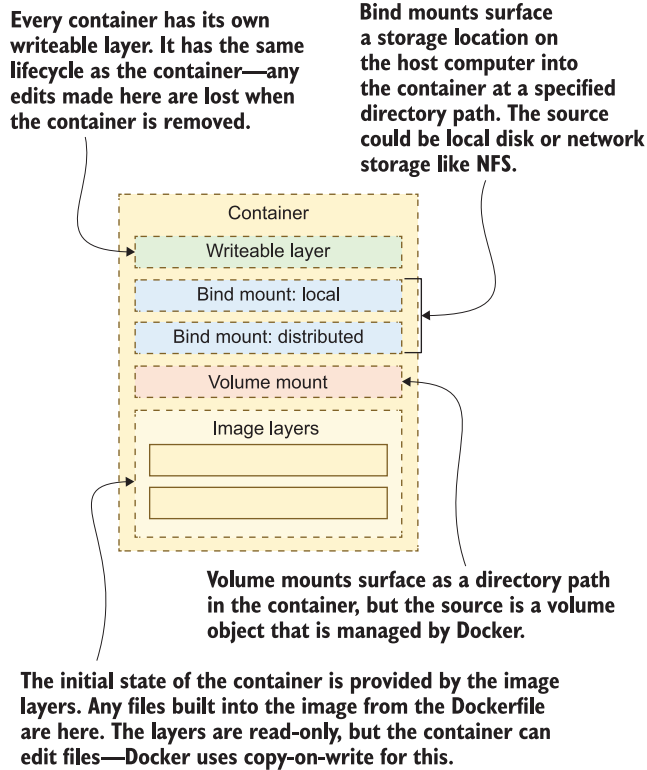 Every container has its own
writeable layer. It has the same
lifecycle as the container—any
edits made here are lost when
the container is removed.
Bind mounts surface
a storage location on
the host computer into
the container at a specified
directory path. The source
could be local disk or network
storage like NFS.
Container
Writeable layer
Bind mount: local
Bind mount: distributed
Volume mount
Image layers
Volume mounts surface as a directory path
in the container, but the source is a volume
object that is managed by Docker.
The initial state of the container is provided by the image
layers. Any files built into the image from the Dockerfile
are here. The layers are read-only, but the container can
edit files—Docker uses copy-on-write for this.